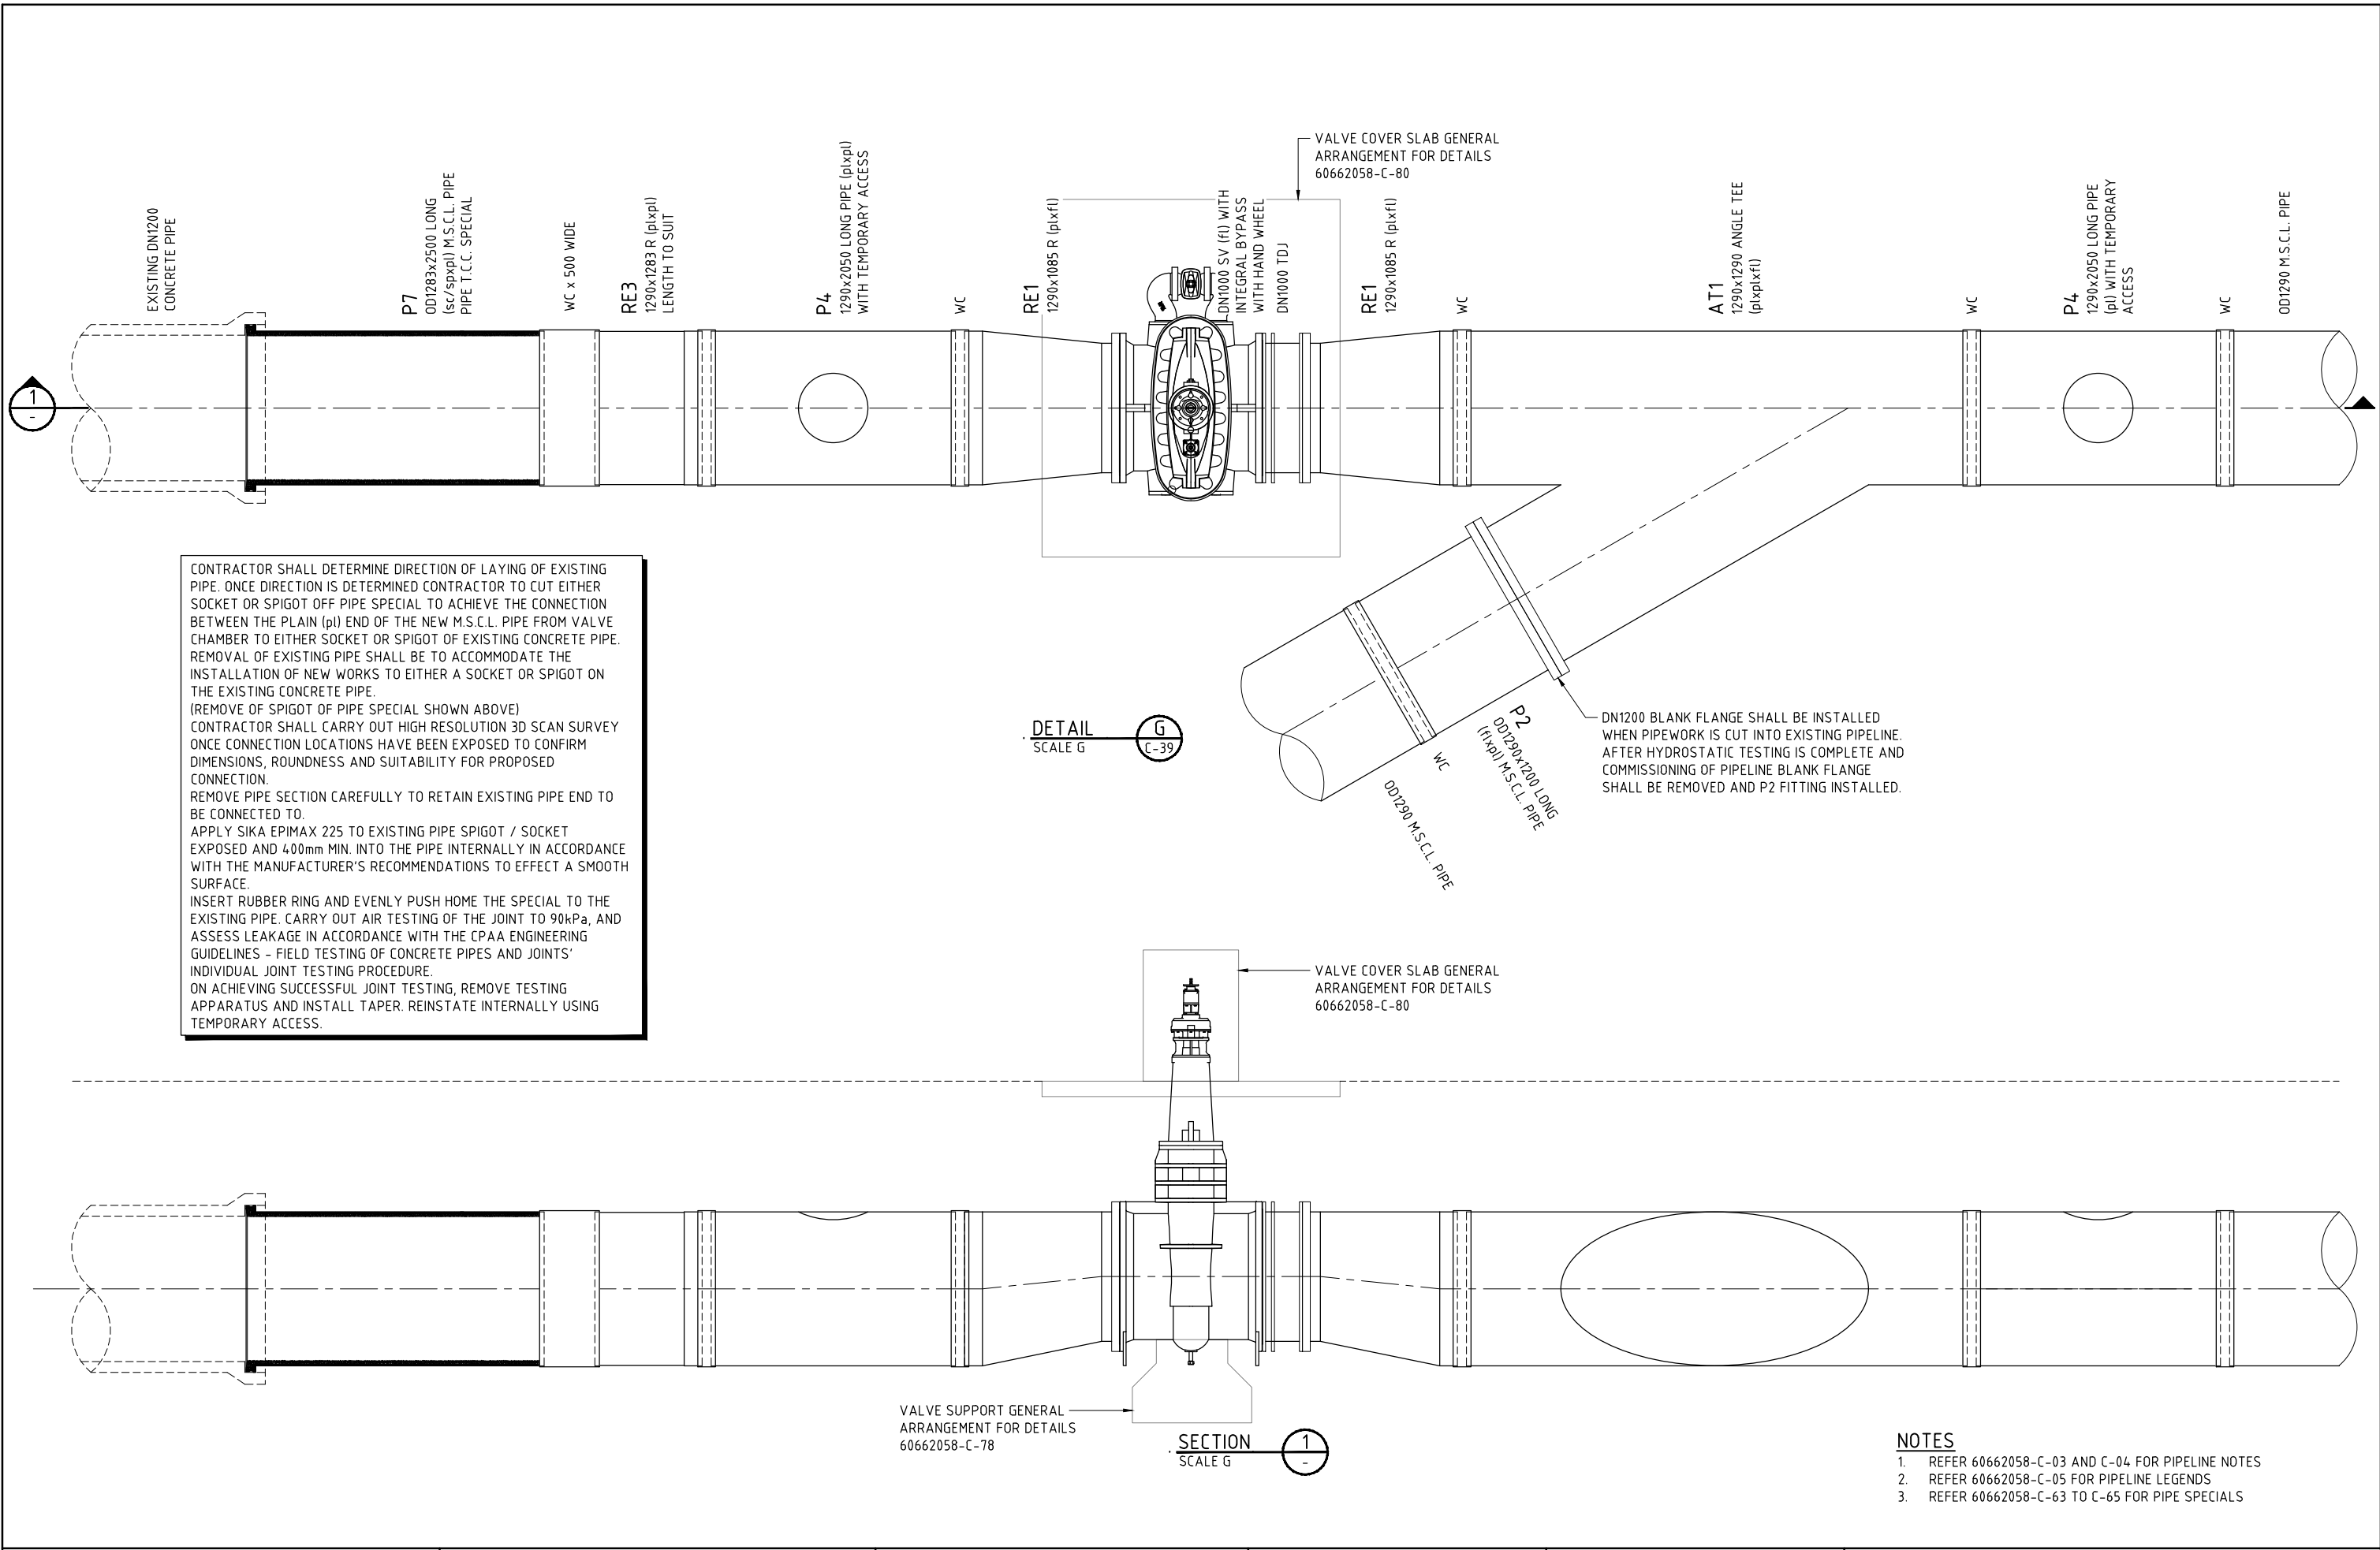 EXISTING DN1200
CONCRETE PIPE
P7
OD1283x2500 LONG
(sc/spxpl) M.S.C.L. PIPE
PIPE T.C.C. SPECIAL
WC x 500 WIDE
RE3
1290x1283 R (plxpl)
LENGTH TO SUIT
P4
1290x2050 LONG PIPE (plxpl)
WITH TEMPORARY ACCESS
WC
RE1
1290x1085 R (plxfl)
VALVE COVER SLAB GENERAL
ARRANGEMENT FOR DETAILS
60662058-C-80
DN1000 SV (fl) WITH
INTEGRAL BYPASS
WITH HAND WHEEL
DN1000 TDJ
RE1
1290x1085 R (plxfl)
WC
AT1
1290x1290 ANGLE TEE
(plxplxfl)
WC
P4
1290x2050 LONG PIPE
(pl) WITH TEMPORARY
ACCESS
WC
OD1290 M.S.C.L. PIPE
1
-
CONTRACTOR SHALL DETERMINE DIRECTION OF LAYING OF EXISTING
PIPE. ONCE DIRECTION IS DETERMINED CONTRACTOR TO CUT EITHER
SOCKET OR SPIGOT OFF PIPE SPECIAL TO ACHIEVE THE CONNECTION
BETWEEN THE PLAIN (pl) END OF THE NEW M.S.C.L. PIPE FROM VALVE
CHAMBER TO EITHER SOCKET OR SPIGOT OF EXISTING CONCRETE PIPE.
REMOVAL OF EXISTING PIPE SHALL BE TO ACCOMMODATE THE
INSTALLATION OF NEW WORKS TO EITHER A SOCKET OR SPIGOT ON
THE EXISTING CONCRETE PIPE.
(REMOVE OF SPIGOT OF PIPE SPECIAL SHOWN ABOVE)
CONTRACTOR SHALL CARRY OUT HIGH RESOLUTION 3D SCAN SURVEY
ONCE CONNECTION LOCATIONS HAVE BEEN EXPOSED TO CONFIRM
DIMENSIONS, ROUNDNESS AND SUITABILITY FOR PROPOSED
CONNECTION.
REMOVE PIPE SECTION CAREFULLY TO RETAIN EXISTING PIPE END TO
BE CONNECTED TO.
APPLY SIKA EPIMAX 225 TO EXISTING PIPE SPIGOT / SOCKET
EXPOSED AND 400mm MIN. INTO THE PIPE INTERNALLY IN ACCORDANCE
WITH THE MANUFACTURER'S RECOMMENDATIONS TO EFFECT A SMOOTH
SURFACE.
INSERT RUBBER RING AND EVENLY PUSH HOME THE SPECIAL TO THE
EXISTING PIPE. CARRY OUT AIR TESTING OF THE JOINT TO 90kPa, AND
ASSESS LEAKAGE IN ACCORDANCE WITH THE CPAA ENGINEERING
GUIDELINES - FIELD TESTING OF CONCRETE PIPES AND JOINTS'
INDIVIDUAL JOINT TESTING PROCEDURE.
ON ACHIEVING SUCCESSFUL JOINT TESTING, REMOVE TESTING
APPARATUS AND INSTALL TAPER. REINSTATE INTERNALLY USING
TEMPORARY ACCESS.
DETAIL
SCALE G
G
C-39
P2
OD1290x1200 LONG
(flxpl) M.S.C.L. PIPE
WC
OD1290 M.S.C.L. PIPE
DN1200 BLANK FLANGE SHALL BE INSTALLED
WHEN PIPEWORK IS CUT INTO EXISTING PIPELINE.
AFTER HYDROSTATIC TESTING IS COMPLETE AND
COMMISSIONING OF PIPELINE BLANK FLANGE
SHALL BE REMOVED AND P2 FITTING INSTALLED.
VALVE COVER SLAB GENERAL
ARRANGEMENT FOR DETAILS
60662058-C-80
VALVE SUPPORT GENERAL
ARRANGEMENT FOR DETAILS
60662058-C-78
SECTION
SCALE G
1
-
NOTES
1. REFER 60662058-C-03 AND C-04 FOR PIPELINE NOTES
2. REFER 60662058-C-05 FOR PIPELINE LEGENDS
3. REFER 60662058-C-63 TO C-65 FOR PIPE SPECIALS